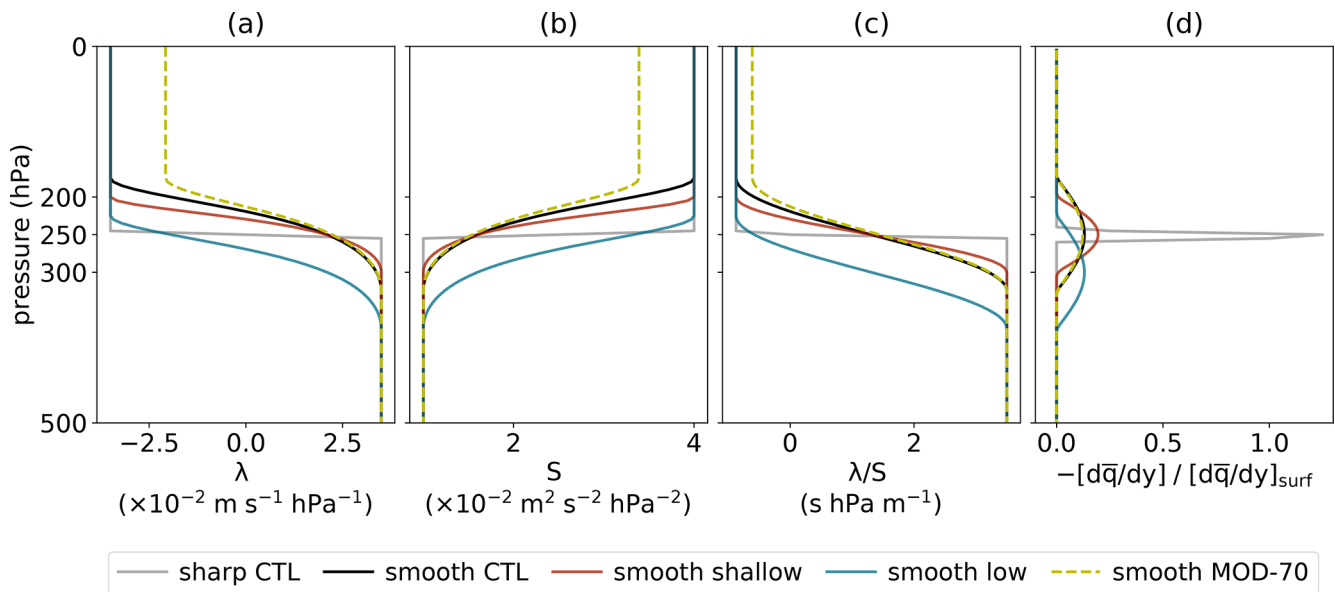 (a) (b) (c) (d)
0
200
250
300
500
pressure (hPa)
−2.5 0.0 2.5
2 4
0 2
0.0 0.5 1.0
λ
(×10⁻² m s⁻¹ hPa⁻¹)
S
(×10⁻² m² s⁻² hPa⁻²)
λ/S
(s hPa m⁻¹)
−[dq̅/dy] / [dq̅/dy]surf
sharp CTL smooth CTL smooth shallow smooth low smooth MOD-70